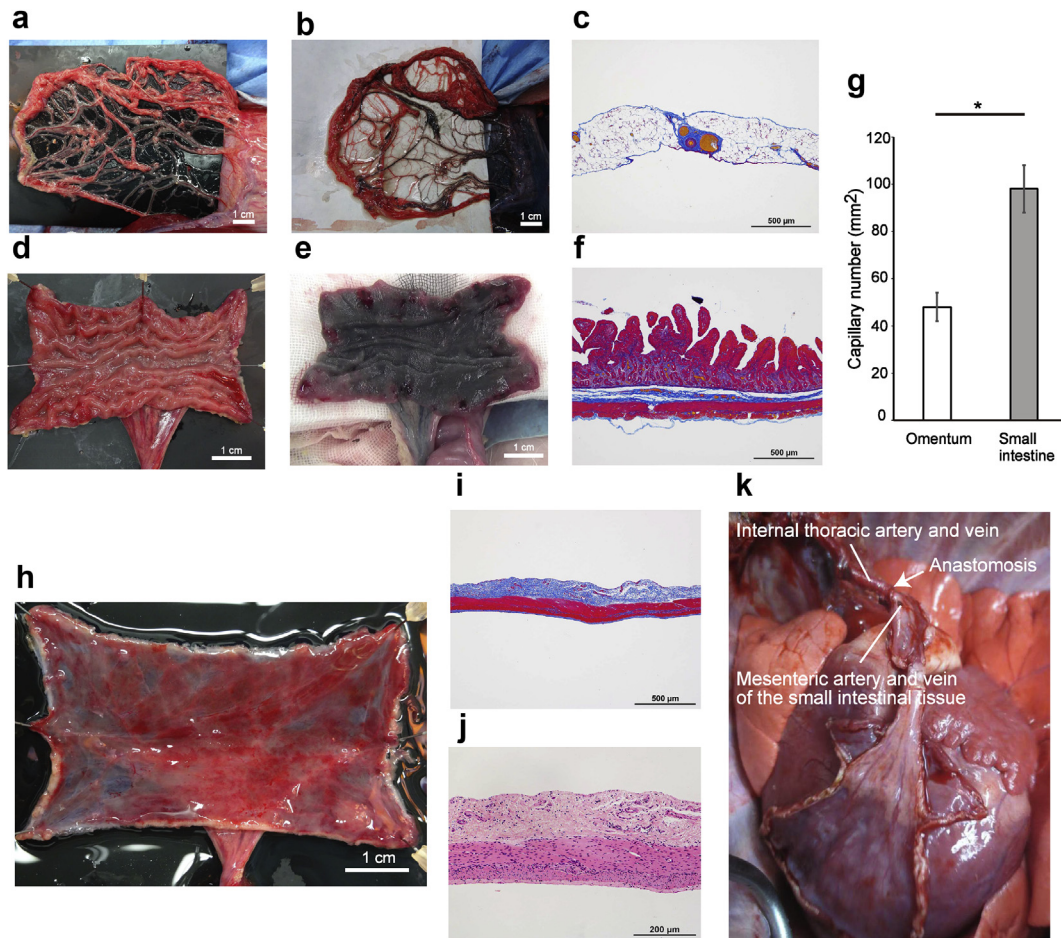 a
b
c
1 cm
1 cm
500 μm
d
e
f
1 cm
1 cm
500 μm
g
*
Capillary number (mm2)
120
100
80
60
40
20
0
Omentum
Small
intestine
h
1 cm
i
500 μm
j
200 μm
k
Internal thoracic artery and vein
Anastomosis
Mesenteric artery and vein
of the small intestinal tissue